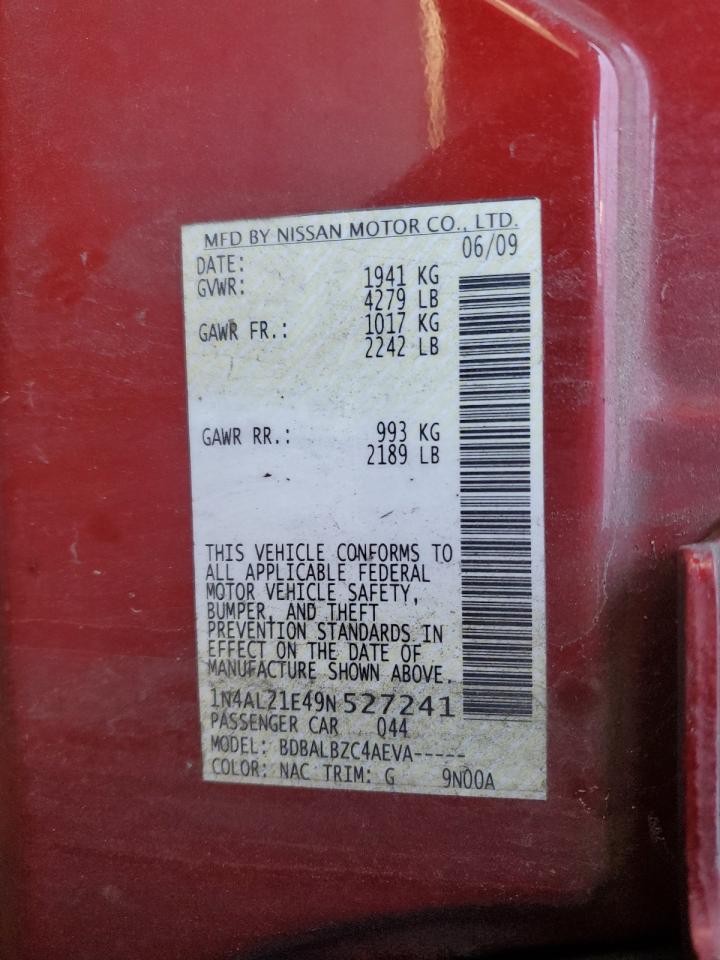 MFD BY NISSAN MOTOR CO., LTD.
DATE: 06/09
GVWR: 1941 KG
4279 LB
GAWR FR.: 1017 KG
2242 LB
GAWR RR.: 993 KG
2189 LB
THIS VEHICLE CONFORMS TO
ALL APPLICABLE FEDERAL
MOTOR VEHICLE SAFETY,
BUMPER, AND THEFT
PREVENTION STANDARDS IN
EFFECT ON THE DATE OF
MANUFACTURE SHOWN ABOVE.
1N4AL21E49N527241
PASSENGER CAR Q44
MODEL: BDBALBZC4AEVA-----
COLOR: NAC TRIM: G 9N00A